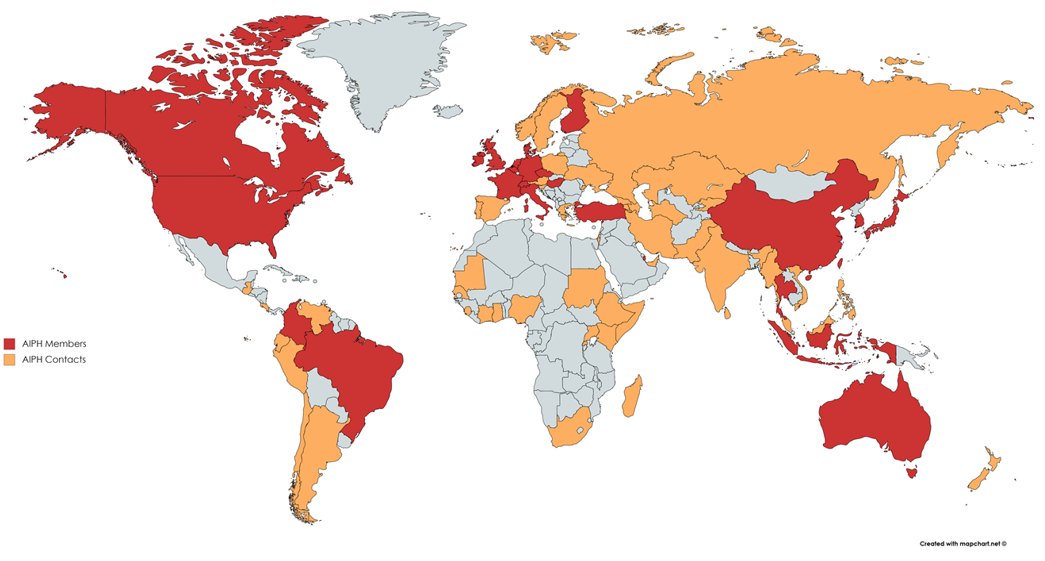 AIPH Members
AIPH Contacts
Created with mapchart.net ©